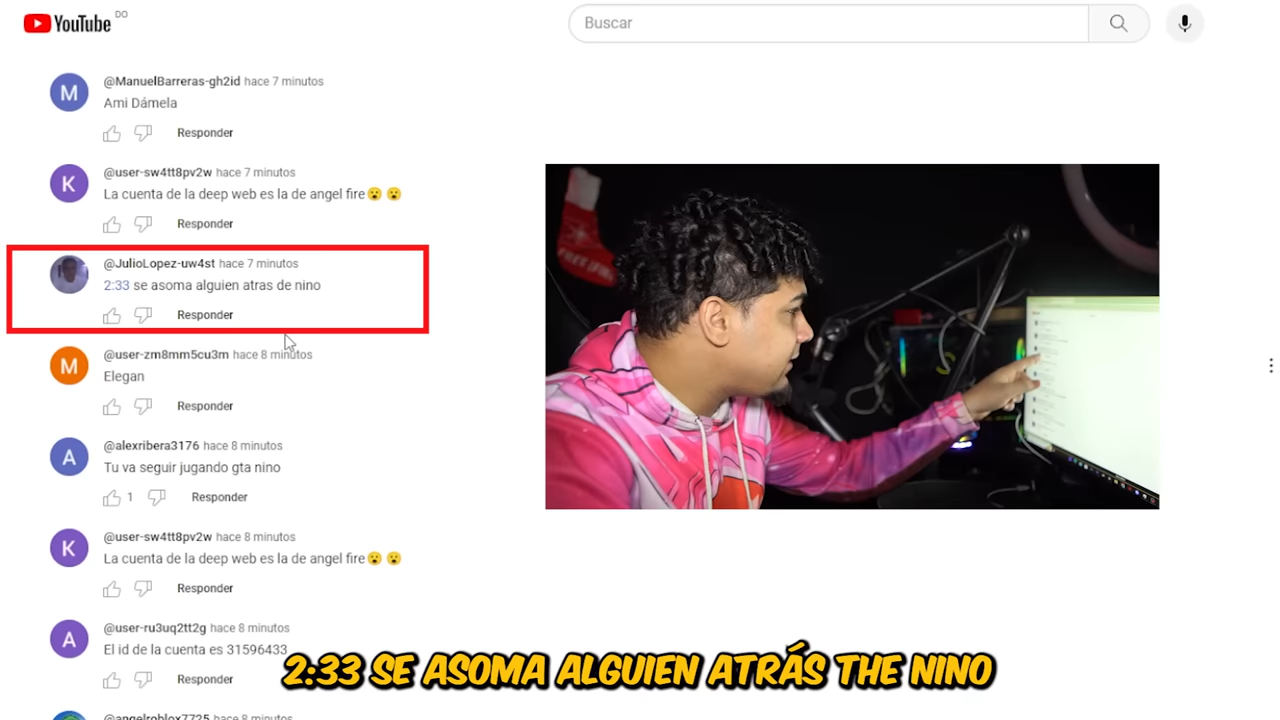 YouTube DO
Buscar
@ManuelBarreras-gh2id hace 7 minutos
Ami Dámela
Responder
@user-sw4tt8pv2w hace 7 minutos
La cuenta de la deep web es la de angel fire😮 😮
Responder
@JulioLopez-uw4st hace 7 minutos
2:33 se asoma alguien atras de nino
Responder
@user-zm8mm5cu3m hace 8 minutos
Elegan
Responder
@alexribera3176 hace 8 minutos
Tu va seguir jugando gta nino
1 Responder
@user-sw4tt8pv2w hace 8 minutos
La cuenta de la deep web es la de angel fire😮 😮
Responder
@user-ru3uq2tt2g hace 8 minutos
El id de la cuenta es 31596433
Responder
@angelroblox7725 hace 8 minutos
M
K
M
A
K
A
2:33 SE ASOMA ALGUIEN ATRÁS THE NINO